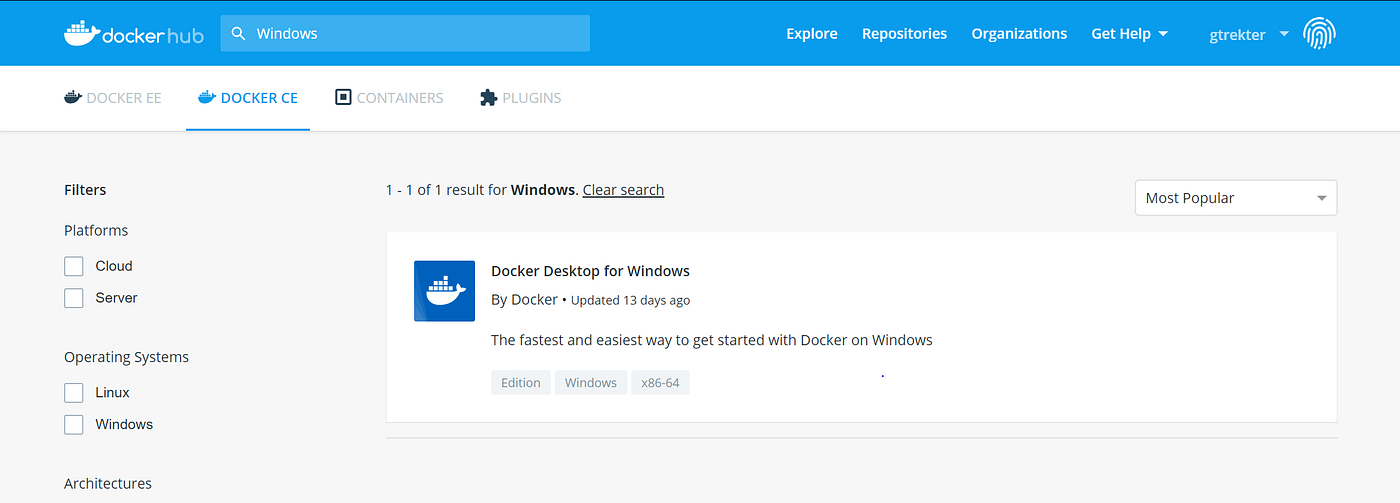 dockerhub Windows Explore Repositories Organizations Get Help gtrekter
DOCKER EE DOCKER CE CONTAINERS PLUGINS
Filters
Platforms
Cloud
Server
Operating Systems
Linux
Windows
Architectures
1 - 1 of 1 result for Windows. Clear search
Most Popular
Docker Desktop for Windows
By Docker • Updated 13 days ago
The fastest and easiest way to get started with Docker on Windows
Edition Windows x86-64